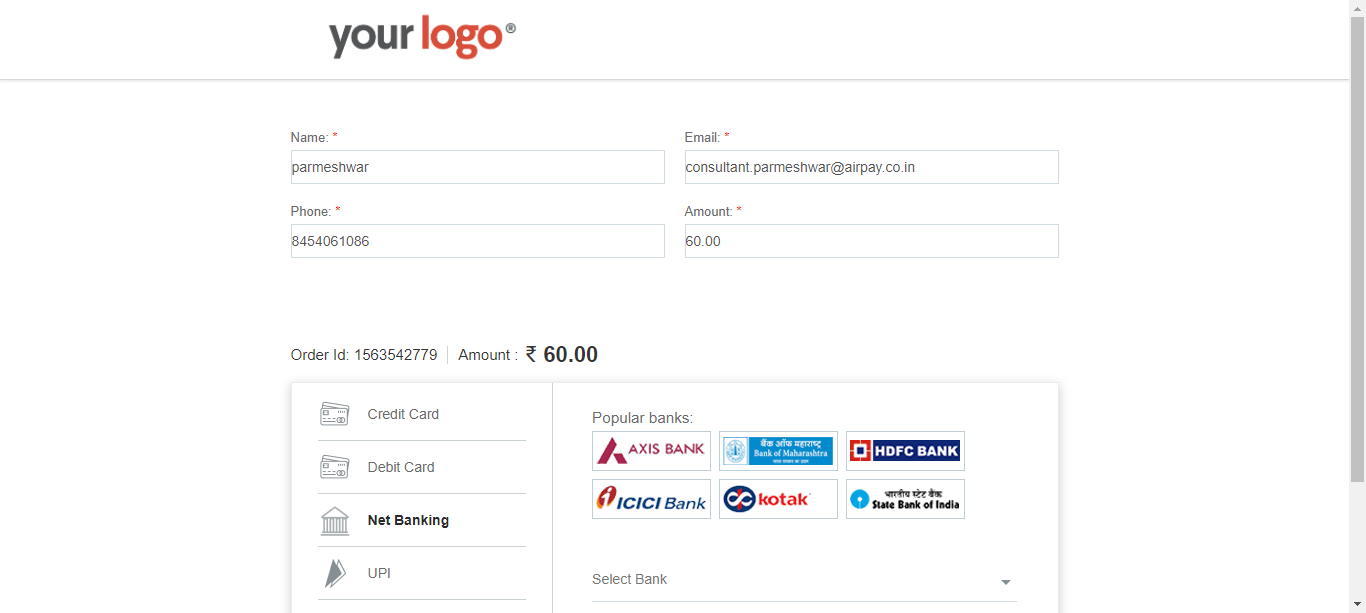 your logo®
Name: *
Email: *
parmeshwar
consultant.parmeshwar@airpay.co.in
Phone: *
Amount: *
8454061086
60.00
Order Id: 1563542779
Amount : ₹ 60.00
Credit Card
Debit Card
Net Banking
UPI
Popular banks:
AXIS BANK
बैंक ऑफ महाराष्ट्र
Bank of Maharashtra
HDFC BANK
ICICI Bank
kotak
भारतीय स्टेट बैंक
State Bank of India
Select Bank